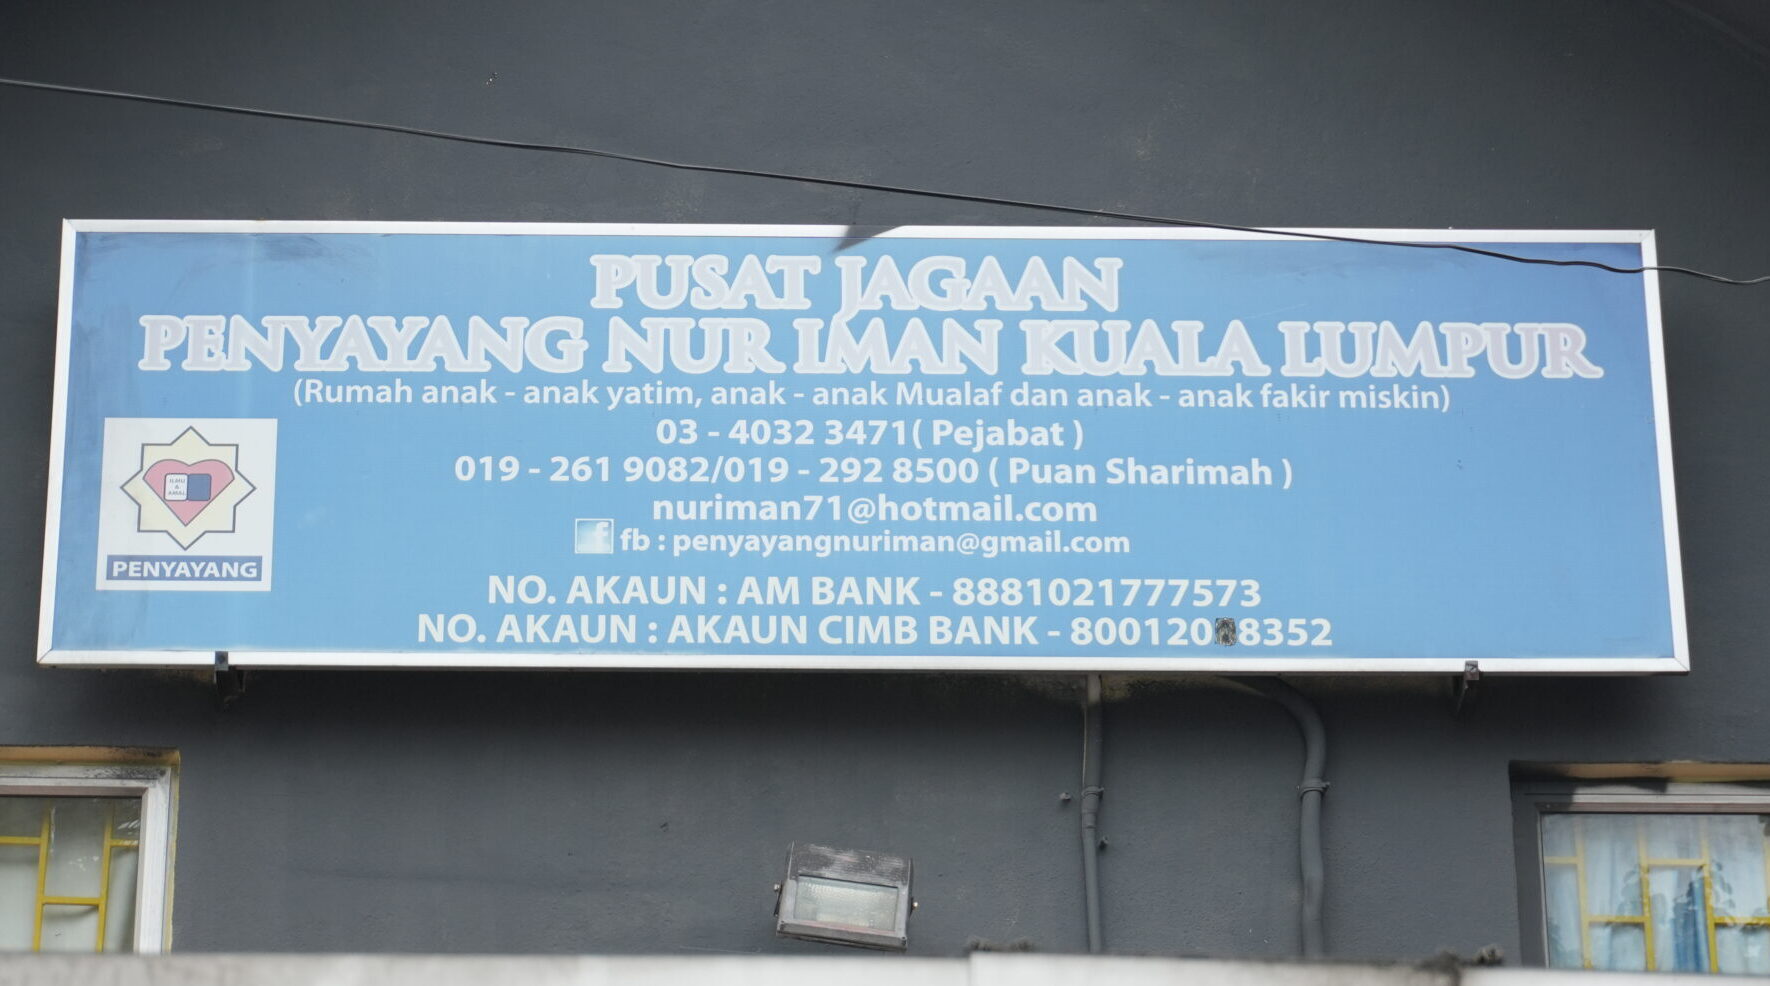 PUSAT JAGAAN
PENYAYANG NUR IMAN KUALA LUMPUR
(Rumah anak - anak yatim, anak - anak Mualaf dan anak - anak fakir miskin)
03 - 4032 3471( Pejabat )
019 - 261 9082/019 - 292 8500 ( Puan Sharimah )
nuriman71@hotmail.com
f fb : penyayangnuriman@gmail.com
NO. AKAUN : AM BANK - 8881021777573
NO. AKAUN : AKAUN CIMB BANK -
ILMU
&
AMAL
PENYAYANG